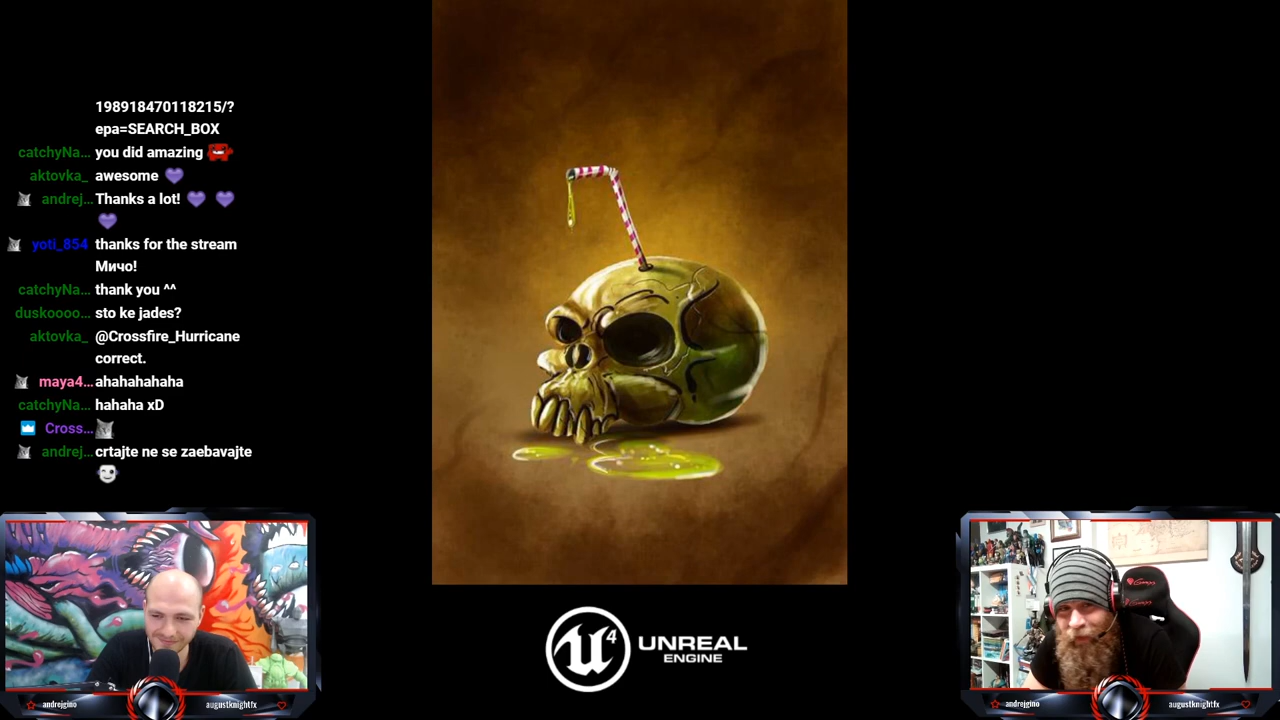 198918470118215/?
epa=SEARCH_BOX
catchyNa... you did amazing
aktovka_ awesome
andrej... Thanks a lot!
yoti_854 thanks for the stream
Мичо!
catchyNa... thank you ^^
duskoooo... sto ke jades?
aktovka_ @Crossfire_Hurricane
correct.
maya4... ahahahahaha
catchyNa... hahaha xD
Cross...
andrej... crtajte ne se zaebavajte
4
UNREAL
ENGINE
andrejgino augustknightfx
Genesis
andrejgino augustknightfx